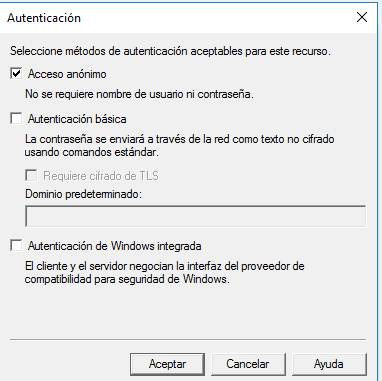 Autenticación
Seleccione métodos de autenticación aceptables para este recurso.
Acceso anónimo
No se requiere nombre de usuario ni contraseña.
Autenticación básica
La contraseña se enviará a través de la red como texto no cifrado
usando comandos estándar.
Requiere cifrado de TLS
Dominio predeterminado:
Autenticación de Windows integrada
El cliente y el servidor negocian la interfaz del proveedor de
compatibilidad para seguridad de Windows.
Aceptar
Cancelar
Ayuda